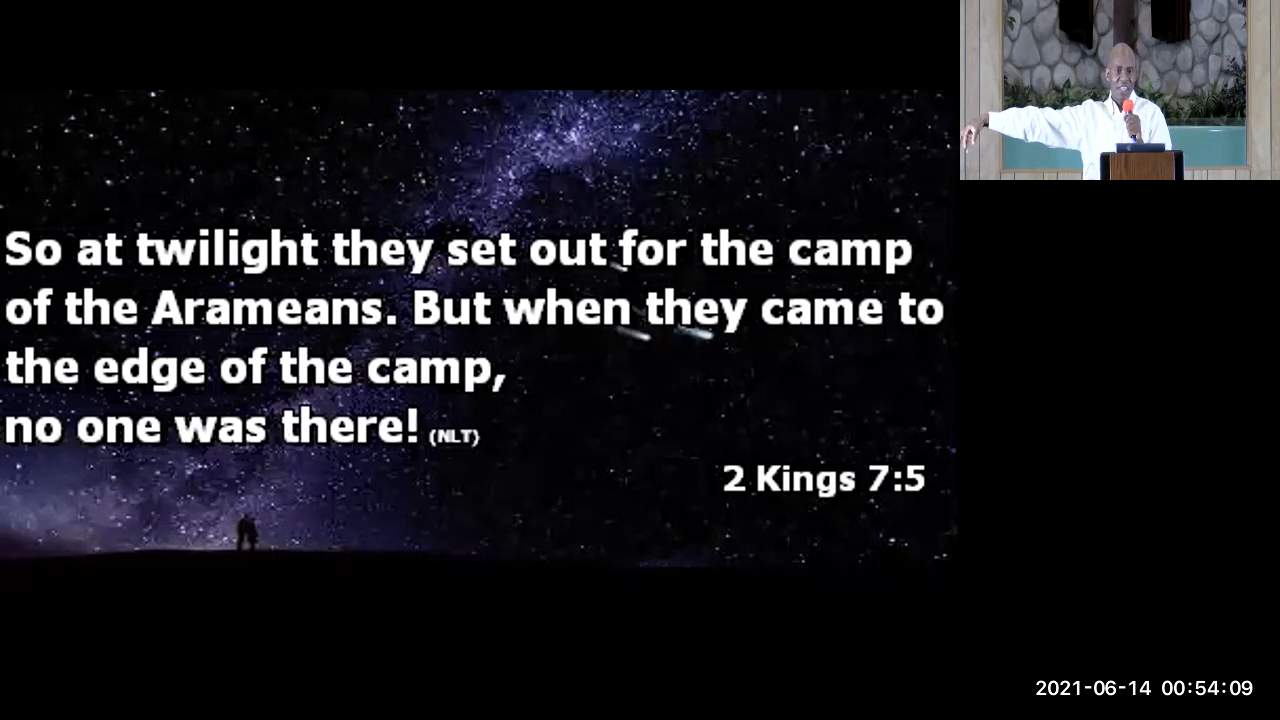 So at twilight they set out for the camp
of the Arameans. But when they came to
the edge of the camp,
no one was there! (NLT)
2 Kings 7:5
2021-06-14 00:54:09